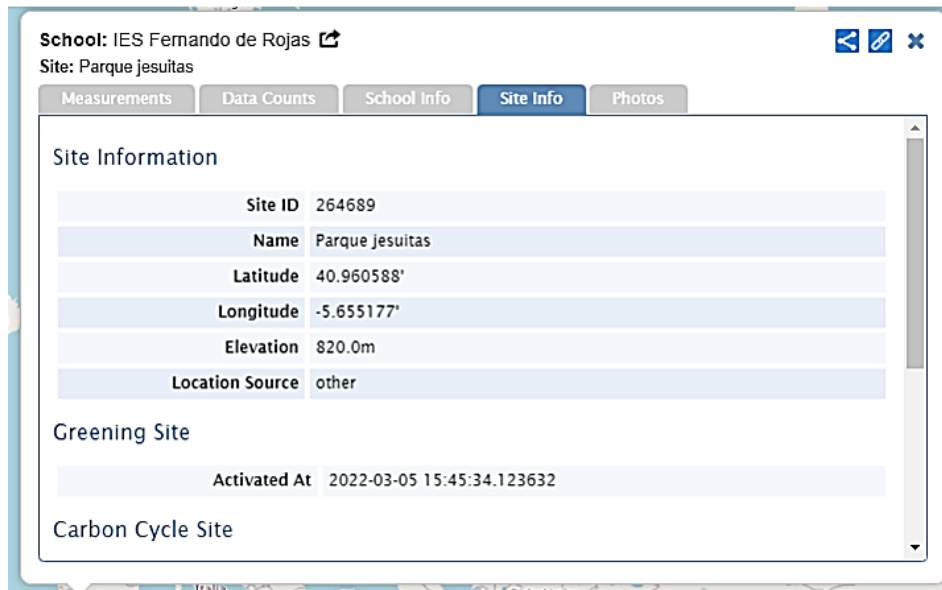 School: IES Fernando de Rojas
Site: Parque jesuitas
Measurements Data Counts School Info Site Info Photos
Site Information
Site ID 264689
Name Parque jesuitas
Latitude 40.960588'
Longitude -5.655177'
Elevation 820.0m
Location Source other
Greening Site
Activated At 2022-03-05 15:45:34.123632
Carbon Cycle Site